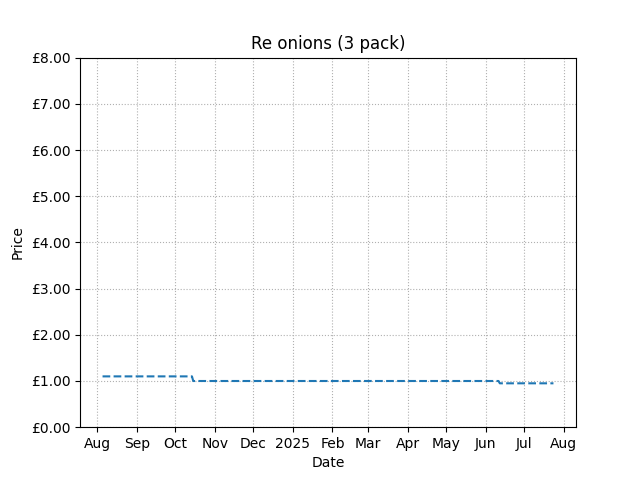 Re onions (3 pack)
£8.00
£7.00
£6.00
£5.00
£4.00
£3.00
£2.00
£1.00
£0.00
Price
Aug Sep Oct Nov Dec 2025 Feb Mar Apr May Jun Jul Aug
Date